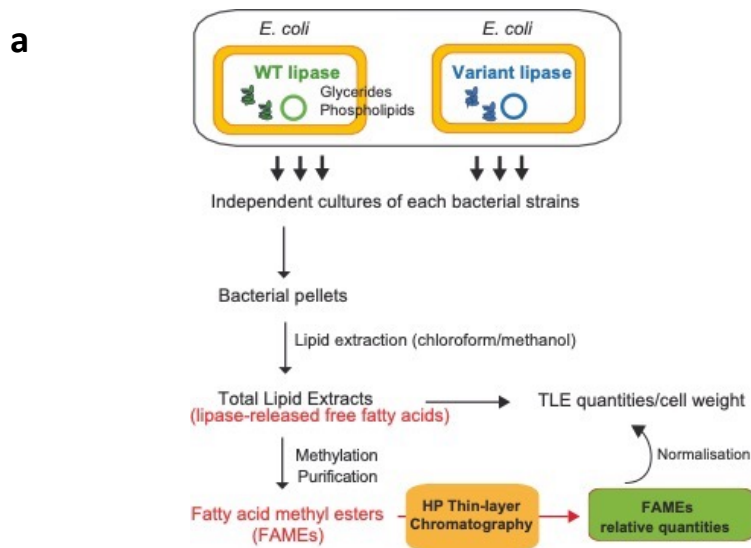 a
E. coli
E. coli
WT lipase
Variant lipase
Glycerides
Phospholipids
Independent cultures of each bacterial strains
Bacterial pellets
Lipid extraction (chloroform/methanol)
Total Lipid Extracts
TLE quantities/cell weight
(lipase-released free fatty acids)
Methylation
Purification
Normalisation
Fatty acid methyl esters
(FAMEs)
HP Thin-layer
Chromatography
FAMEs
relative quantities